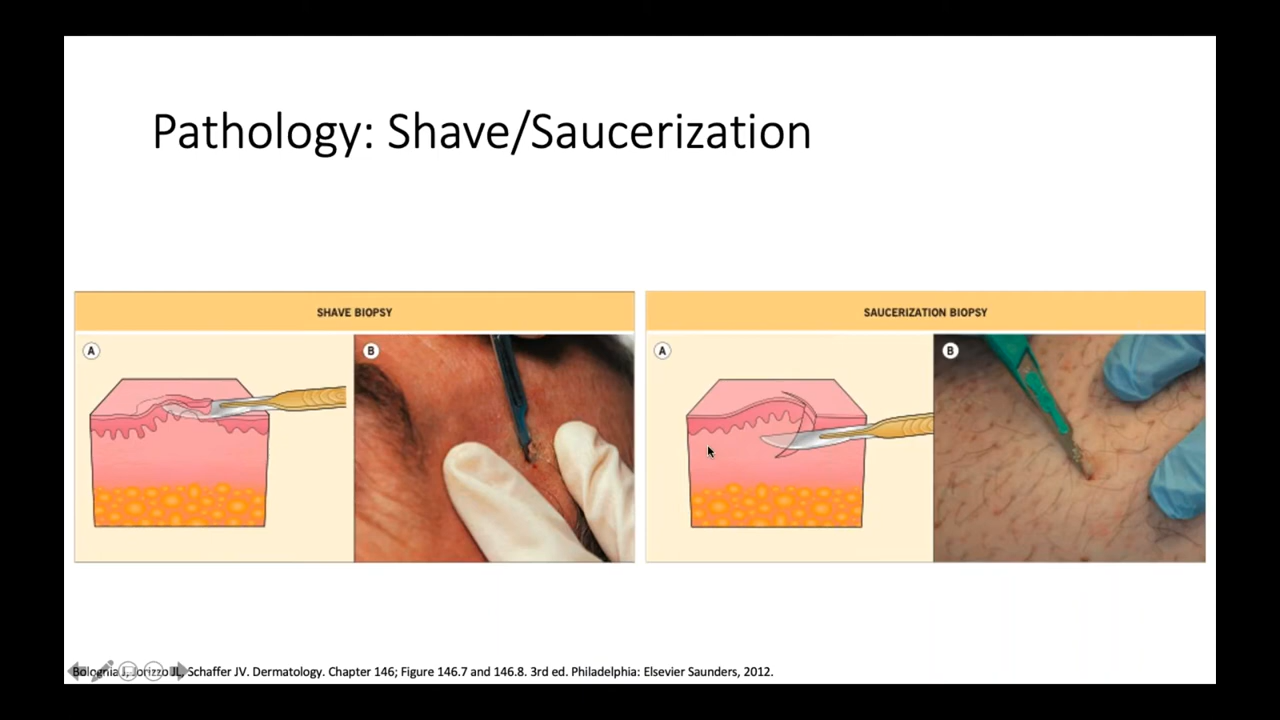 Pathology: Shave/Saucerization
SHAVE BIOPSY
SAUCERIZATION BIOPSY
A
B
A
B
Bolognia J, Jorizzo JL, Schaffer JV. Dermatology. Chapter 146; Figure 146.7 and 146.8. 3rd ed. Philadelphia: Elsevier Saunders, 2012.